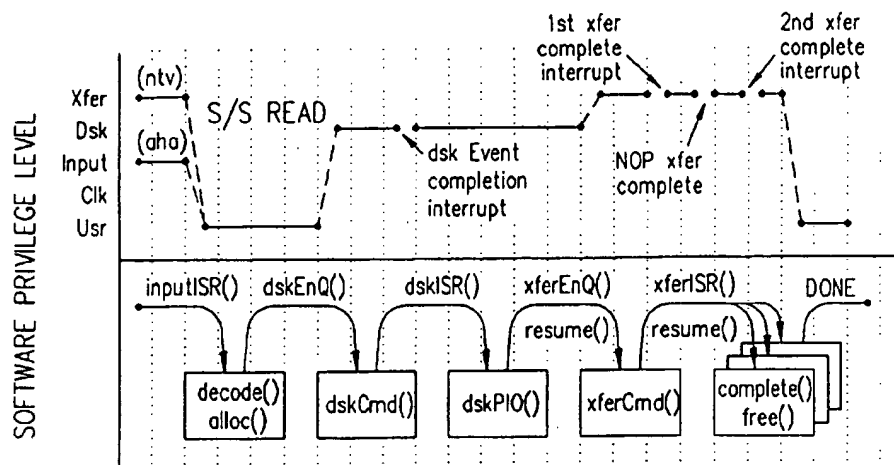 SOFTWARE PRIVILEGE LEVEL
Xfer
Dsk
Input
Clk
Usr
(ntv)
(aha)
S/S READ
dsk Event
completion
interrupt
1st xfer
complete
interrupt
NOP xfer
complete
2nd xfer
complete
interrupt
inputISR()
dskEnQ()
dskISR()
xferEnQ()
resume()
xferISR()
resume()
DONE
decode()
alloc()
dskCmd()
dskPIO()
xferCmd()
complete()
free()